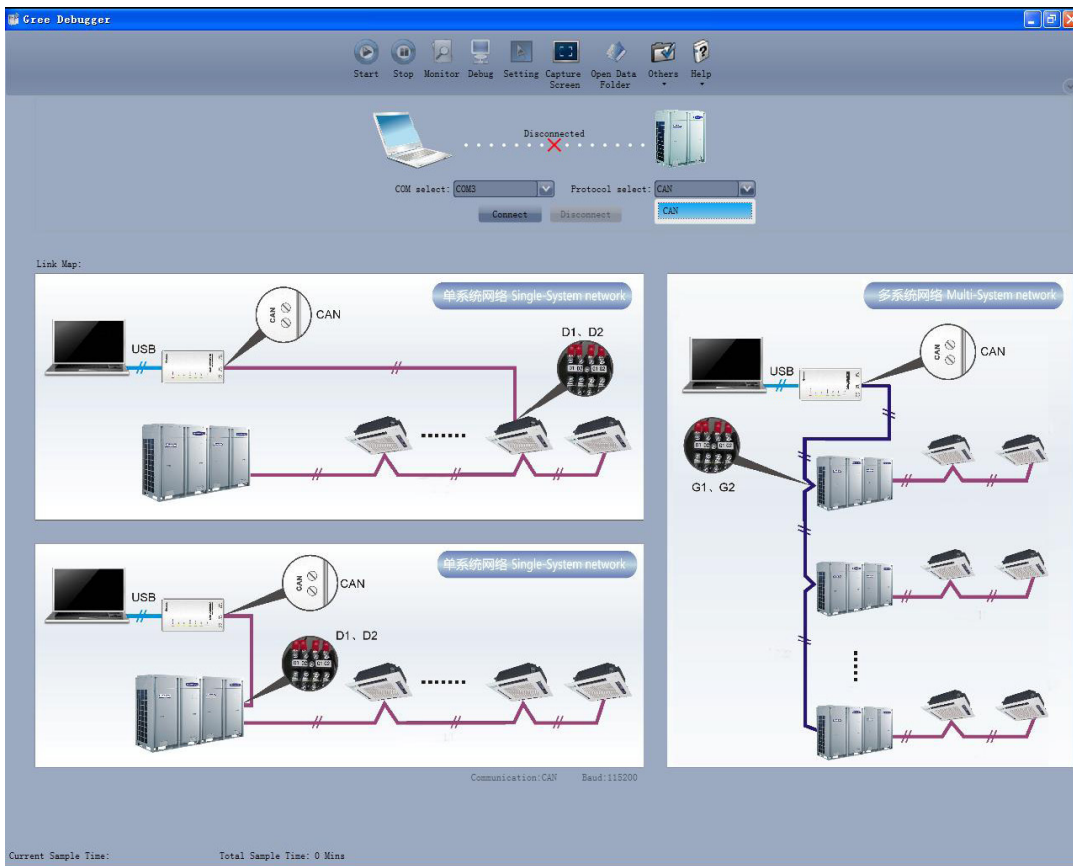 Gree Debugger
Start Stop Monitor Debug Setting Capture Screen Open Data Folder Others Help
Disconnected
COM select: COM3 Protocol select: CAN
Connect Disconnect CAN
Link Map:
单系统网络 Single-System network
CAN
CAN
USB
D1、D2
单系统网络 Single-System network
CAN
CAN
USB
D1、D2
多系统网络 Multi-System network
CAN
CAN
USB
G1、G2
Communication:CAN Baud:115200
Current Sample Time: Total Sample Time: 0 Mins